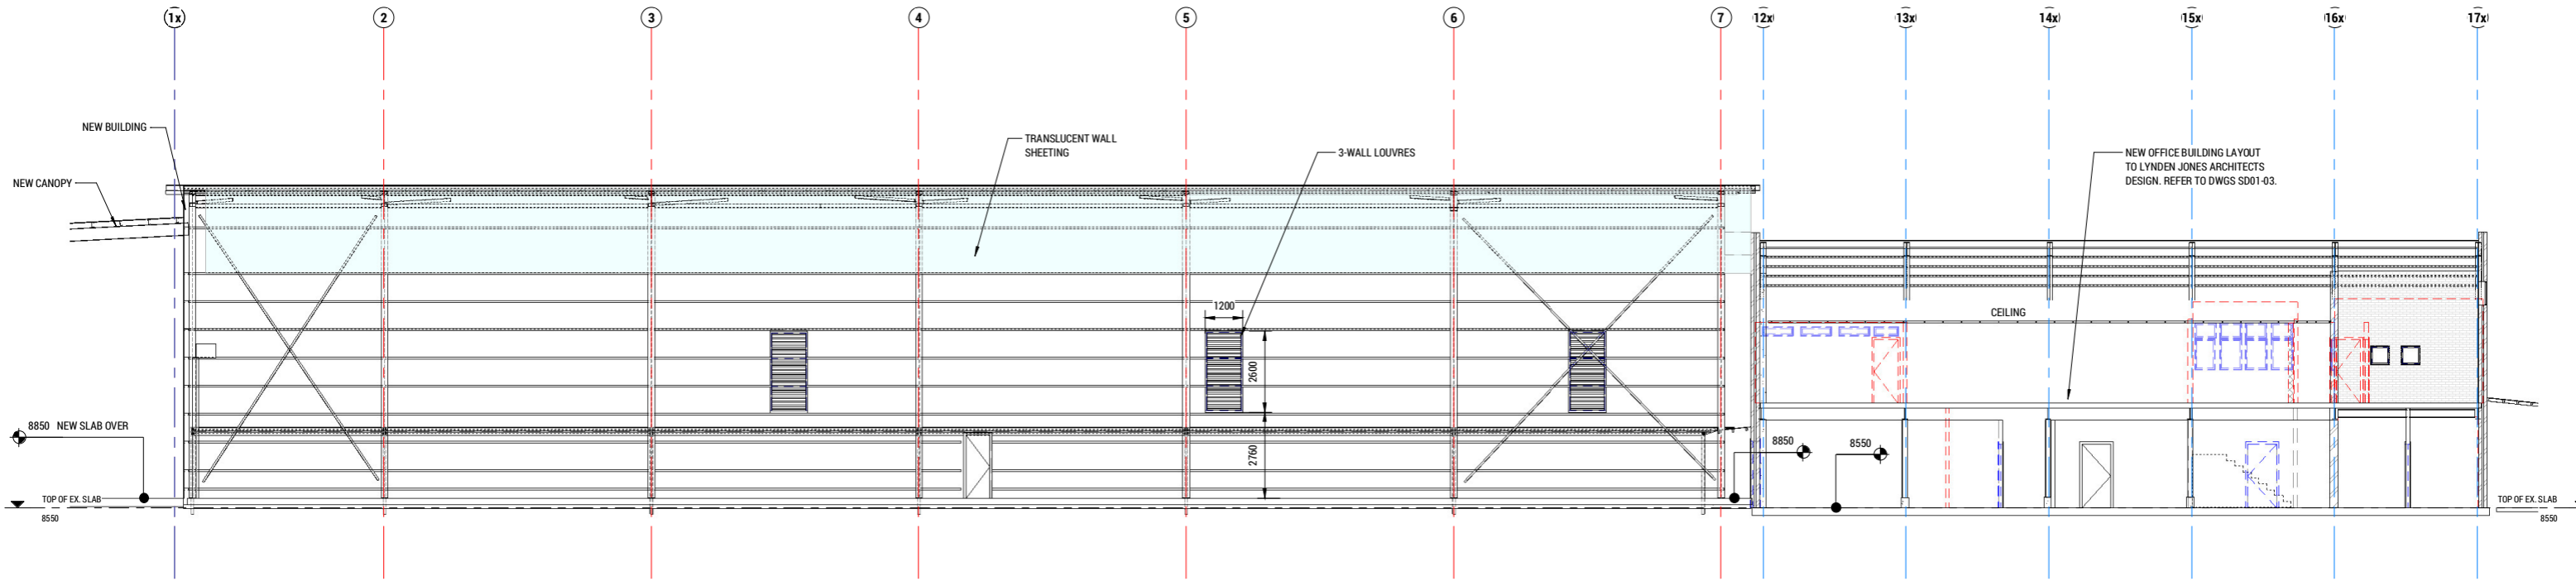 1x 2 3 4 5 6 7 12x 13x 14x 15x 16x 17x
NEW BUILDING
TRANSLUCENT WALL
SHEETING
3-WALL LOUVRES
NEW OFFICE BUILDING LAYOUT
TO LYNDEN JONES ARCHITECTS
DESIGN. REFER TO DWGS SD01-03.
NEW CANOPY
1200
CEILING
2600
8850 NEW SLAB OVER
2760
8850
8550
TOP OF EX. SLAB
8550
TOP OF EX. SLAB
8550